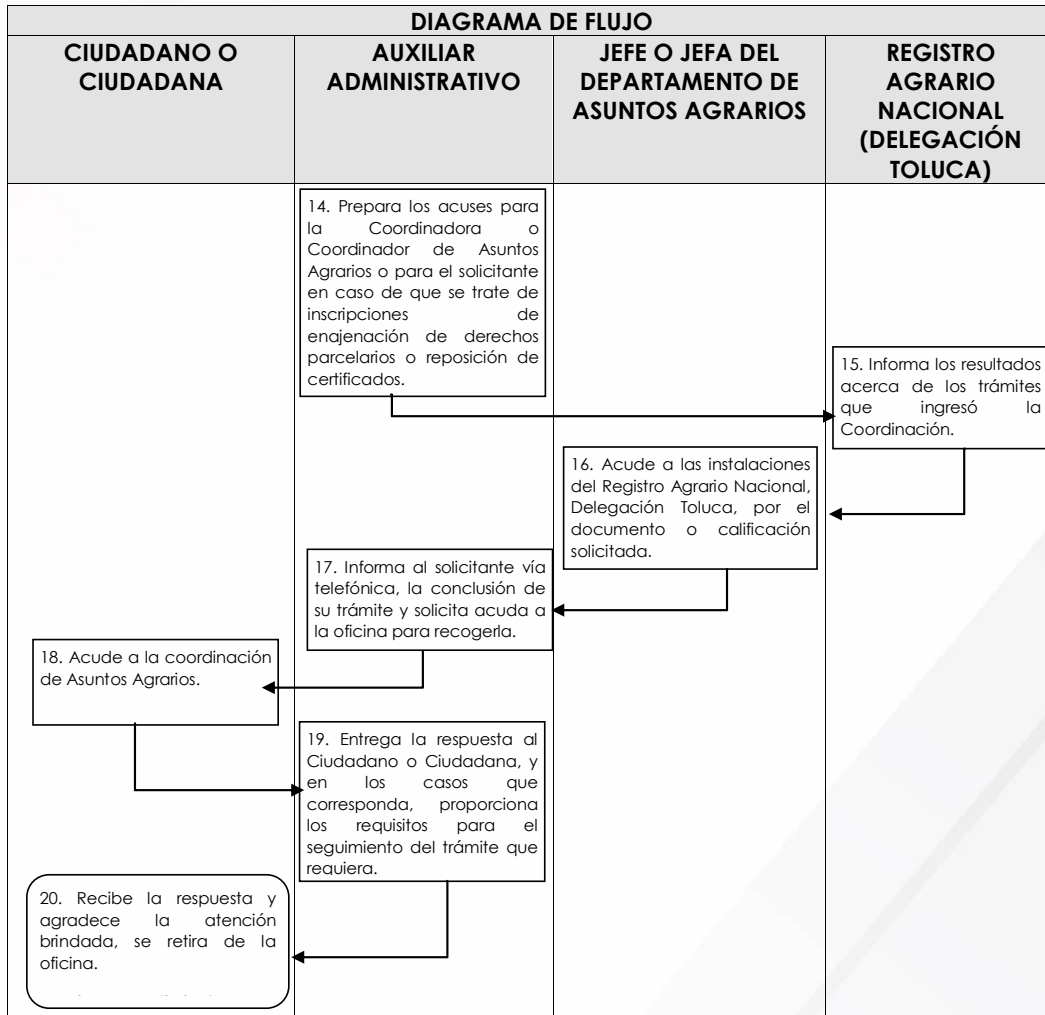 DIAGRAMA DE FLUJO
CIUDADANO O
CIUDADANA
AUXILIAR
ADMINISTRATIVO
JEFE O JEFA DEL
DEPARTAMENTO DE
ASUNTOS AGRARIOS
REGISTRO
AGRARIO
NACIONAL
(DELEGACIÓN
TOLUCA)
14. Prepara los acuses para
la Coordinadora o
Coordinador de Asuntos
Agrarios o para el solicitante
en caso de que se trate de
inscripciones de
enajenación de derechos
parcelarios o reposición de
certificados.
15. Informa los resultados
acerca de los trámites
que ingresó la
Coordinación.
16. Acude a las instalaciones
del Registro Agrario Nacional,
Delegación Toluca, por el
documento o calificación
solicitada.
17. Informa al solicitante vía
telefónica, la conclusión de
su trámite y solicita acuda a
la oficina para recogerla.
18. Acude a la coordinación
de Asuntos Agrarios.
19. Entrega la respuesta al
Ciudadano o Ciudadana, y
en los casos que
corresponda, proporciona
los requisitos para el
seguimiento del trámite que
requiera.
20. Recibe la respuesta y
agradece la atención
brindada, se retira de la
oficina.